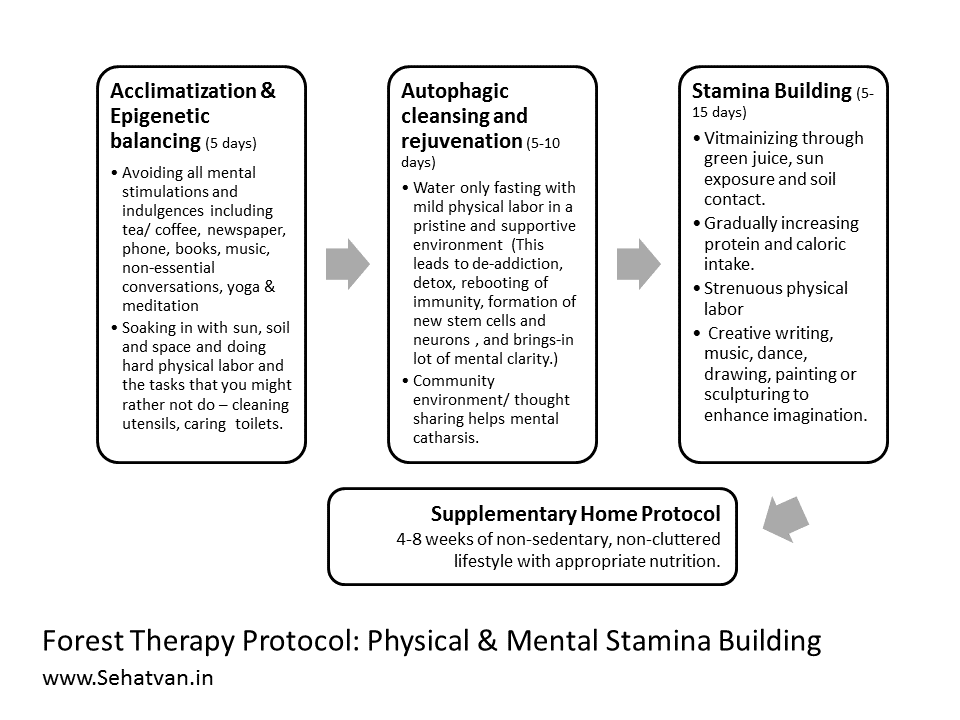 Acclimatization &
Epigenetic
balancing (5 days)
• Avoiding all mental
stimulations and
indulgences including
tea/ coffee, newspaper,
phone, books, music,
non-essential
conversations, yoga &
meditation
• Soaking in with sun, soil
and space and doing
hard physical labor and
the tasks that you might
rather not do – cleaning
utensils, caring toilets.
Autophagic
cleansing and
rejuvenation (5-10
days)
• Water only fasting with
mild physical labor in a
pristine and supportive
environment (This
leads to de-addiction,
detox, rebooting of
immunity, formation of
new stem cells and
neurons , and brings-in
lot of mental clarity.)
• Community
environment/ thought
sharing helps mental
catharsis.
Stamina Building (5-
15 days)
• Vitmainizing through
green juice, sun
exposure and soil
contact.
• Gradually increasing
protein and caloric
intake.
• Strenuous physical
labor
• Creative writing,
music, dance,
drawing, painting or
sculpturing to
enhance imagination.
Supplementary Home Protocol
4-8 weeks of non-sedentary, non-cluttered
lifestyle with appropriate nutrition.
Forest Therapy Protocol: Physical & Mental Stamina Building
www.Sehatvan.in